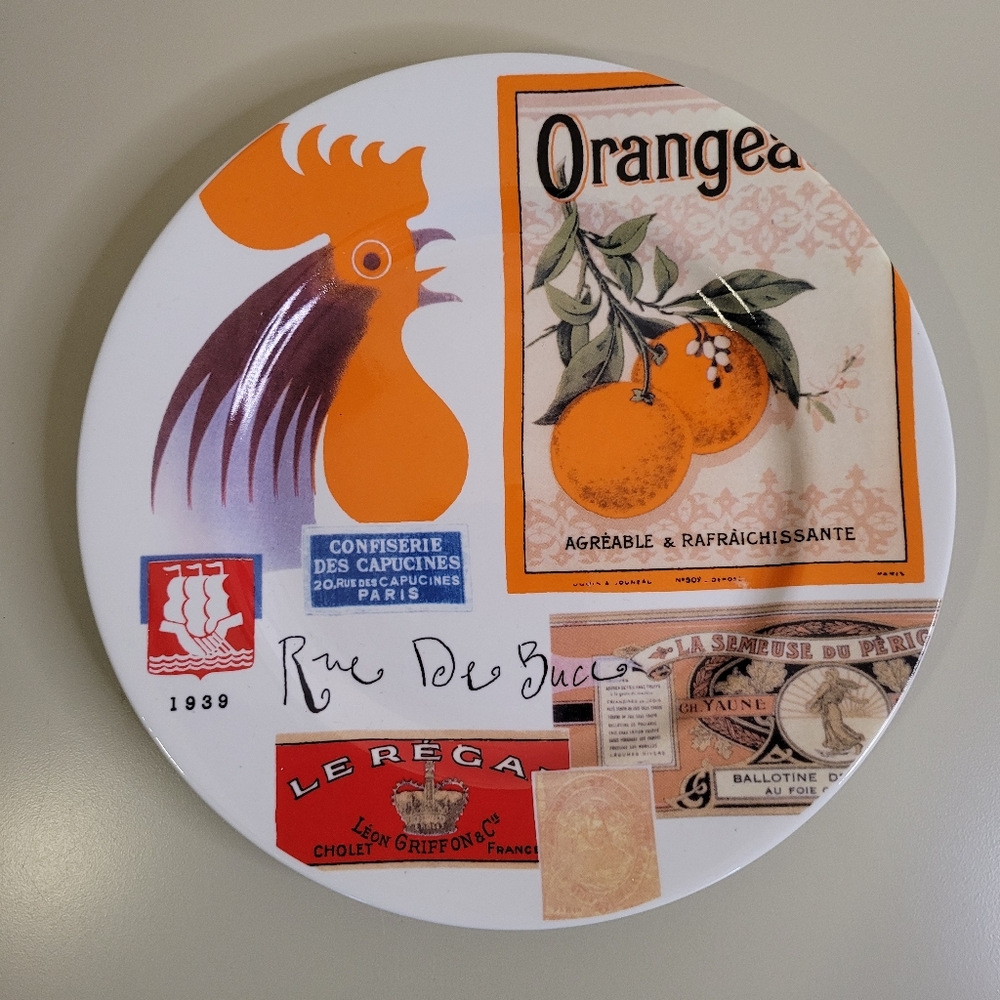 Orangea
AGRÉABLE & RAFRAÎCHISSANTE
PARIS
CONFISERIE
DES CAPUCINES
20. RUE DES CAPUCINES
PARIS
1939
Rue De Buci
LA SEMEUSE DU PÉRIG
CH. YAUNE
BALLOTINE D
AU FOIE
LE RÉGA
LÉON GRIFFON & Cie
CHOLET FRANCE